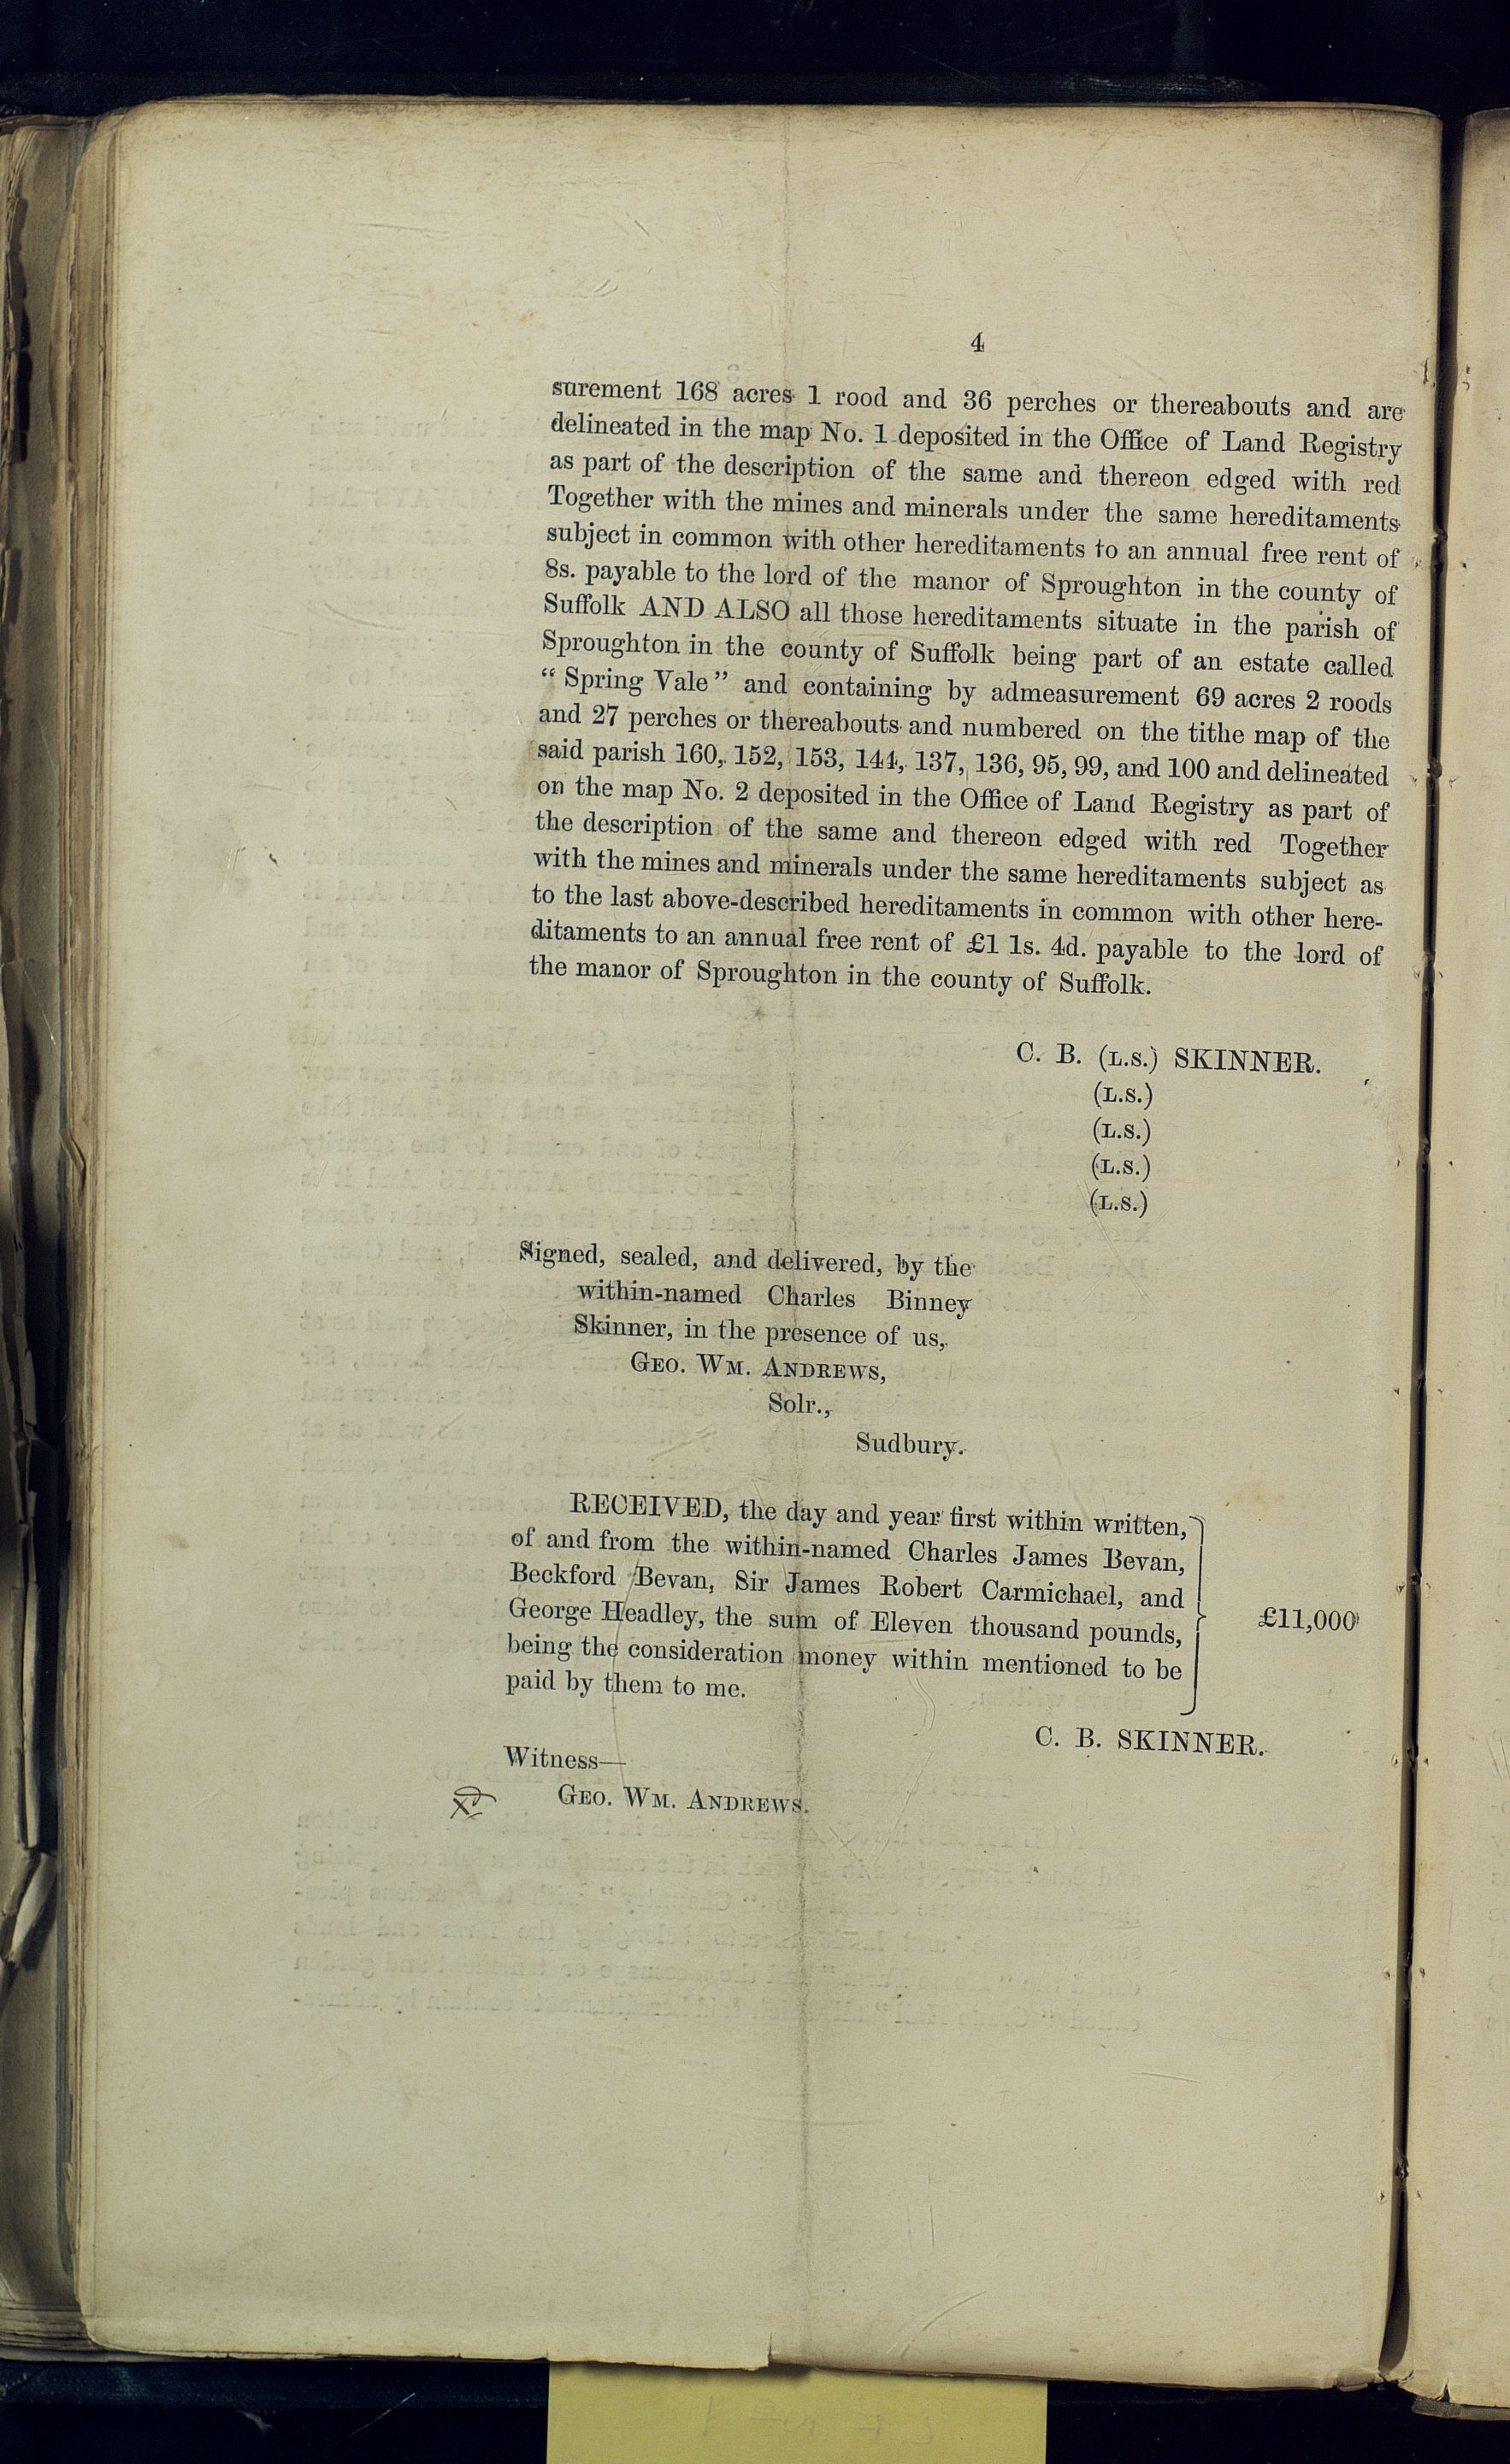 4
surement 168 acres 1 rood and 36 perches or thereabouts and are
delineated in the map No. 1 deposited in the Office of Land Registry
as part of the description of the same and thereon edged with red
Together with the mines and minerals under the same hereditaments
subject in common with other hereditaments to an annual free rent of
8s. payable to the lord of the manor of Sproughton in the county of
Suffolk AND ALSO all those hereditaments situate in the parish of
Sproughton in the county of Suffolk being part of an estate called
“Spring Vale” and containing by admeasurement 69 acres 2 roods
and 27 perches or thereabouts and numbered on the tithe map of the
said parish 160, 152, 153, 144, 137, 136, 95, 99, and 100 and delineated
on the map No. 2 deposited in the Office of Land Registry as part of
the description of the same and thereon edged with red Together
with the mines and minerals under the same hereditaments subject as
to the last above-described hereditaments in common with other here-
ditaments to an annual free rent of £1 1s. 4d. payable to the lord of
the manor of Sproughton in the county of Suffolk.
C. B. (L.S.) SKINNER.
(L.S.)
(L.S.)
(L.S.)
(L.S.)
Signed, sealed, and delivered, by the
within-named Charles Binney
Skinner, in the presence of us,
GEO. WM. ANDREWS,
Solr.,
Sudbury.
RECEIVED, the day and year first within written,
of and from the within-named Charles James Bevan,
Beckford Bevan, Sir James Robert Carmichael, and
George Headley, the sum of Eleven thousand pounds,
being the consideration money within mentioned to be
paid by them to me.
£11,000
C. B. SKINNER.
Witness—
GEO. WM. ANDREWS.